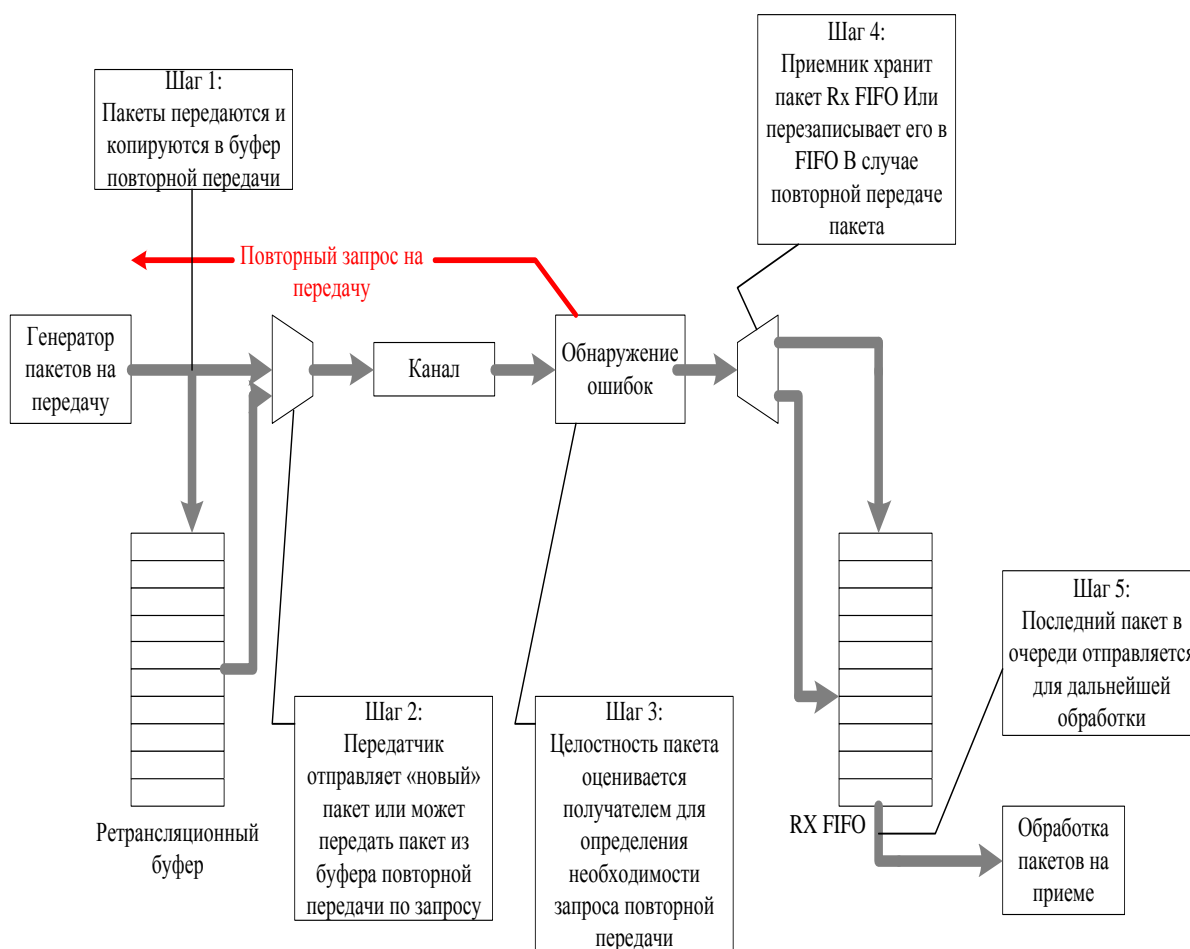 Шаг 1:
Пакеты передаются и
копируются в буфер
повторной передачи
Шаг 4:
Приемник хранит
пакет Rx FIFO Или
перезаписывает его в
FIFO В случае
повторной передаче
пакета
Повторный запрос на
передачу
Генератор
пакетов на
передачу
Канал
Обнаружение
ошибок
Ретрансляционный
буфер
Шаг 2:
Передатчик
отправляет «новый»
пакет или может
передать пакет из
буфера повторной
передачи по запросу
Шаг 3:
Целостность пакета
оценивается
получателем для
определения
необходимости
запроса повторной
передачи
RX FIFO
Шаг 5:
Последний пакет в
очереди отправляется
для дальнейшей
обработки
Обработка
пакетов на
приеме